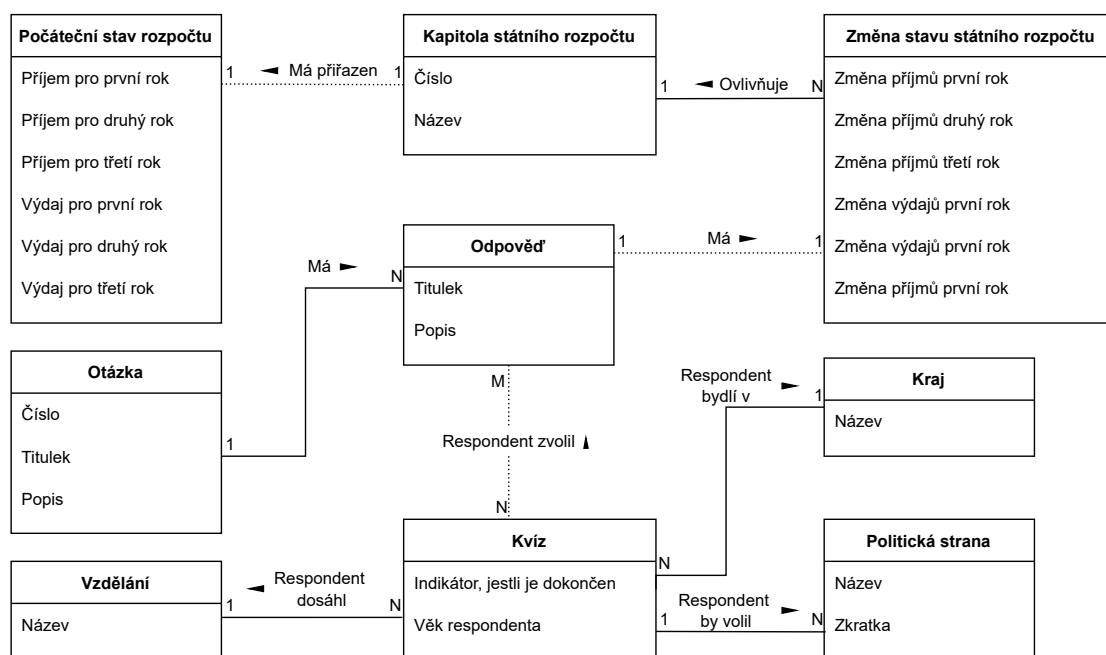 Počáteční stav rozpočtu
Příjem pro první rok
Příjem pro druhý rok
Příjem pro třetí rok
Výdaj pro první rok
Výdaj pro druhý rok
Výdaj pro třetí rok
1
Má přiřazen
1
Kapitola státního rozpočtu
Číslo
Název
1
Ovlivňuje
N
Změna stavu státního rozpočtu
Změna příjmů první rok
Změna příjmů druhý rok
Změna příjmů třetí rok
Změna výdajů první rok
Změna výdajů první rok
Změna příjmů první rok
Odpověď
Titulek
Popis
1
Má
1
Má
N
1
Otázka
Číslo
Titulek
Popis
M
Respondent zvolil
N
Respondent
bydlí v
1
N
Kraj
Název
Kvíz
Indikátor, jestli je dokončen
Věk respondenta
Vzdělání
Název
1
Respondent
dosáhl
N
1
Respondent
by volil
N
Politická strana
Název
Zkratka